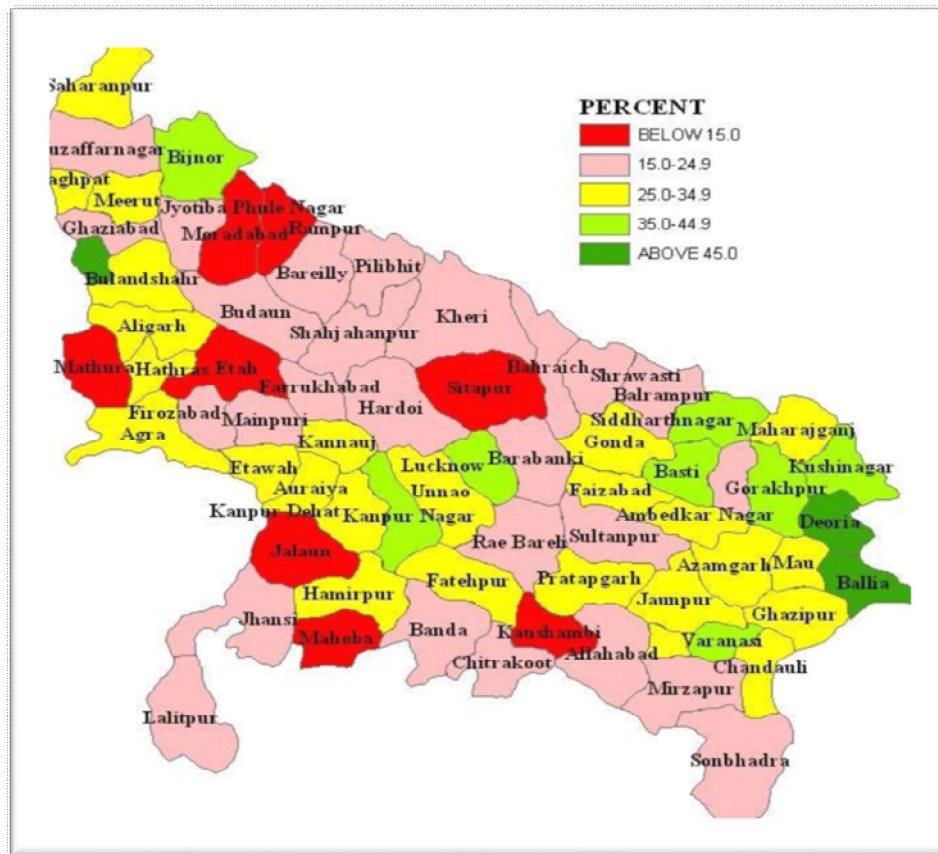 Saharanpur
uzaffarnagar
Bijnor
aghpat
Meerut
Jyotiba Phule Nagar
Ghaziabad
Moradabad
Rampur
Bulandshahr
Bareilly
Pilibhit
Budaun
Kheri
Aligarh
Shahjahanpur
Mathura
Hathras
Etah
Farrukhabad
Sitapur
Bahraich
Shrawasti
Balrampur
Firozabad
Mainpuri
Hardoi
Agra
Kannauj
Siddharthnagar
Maharajganj
Gonda
Etawah
Lucknow
Barabanki
Basti
Kushinagar
Auraiya
Unnao
Faizabad
Gorakhpur
Kanpur Dehat
Kanpur Nagar
Ambedkar Nagar
Deoria
Jalaun
Rae Bareli
Sultanpur
Azamgarh
Mau
Hamirpur
Fatehpur
Pratapgarh
Ballia
Jaunpur
Ghazipur
Jhansi
Mahoba
Banda
Kaushambi
Varanasi
Allahabad
Chandauli
Chitrakoot
Mirzapur
Lalitpur
Sonbhadra
PERCENT
BELOW 15.0
15.0-24.9
25.0-34.9
35.0-44.9
ABOVE 45.0